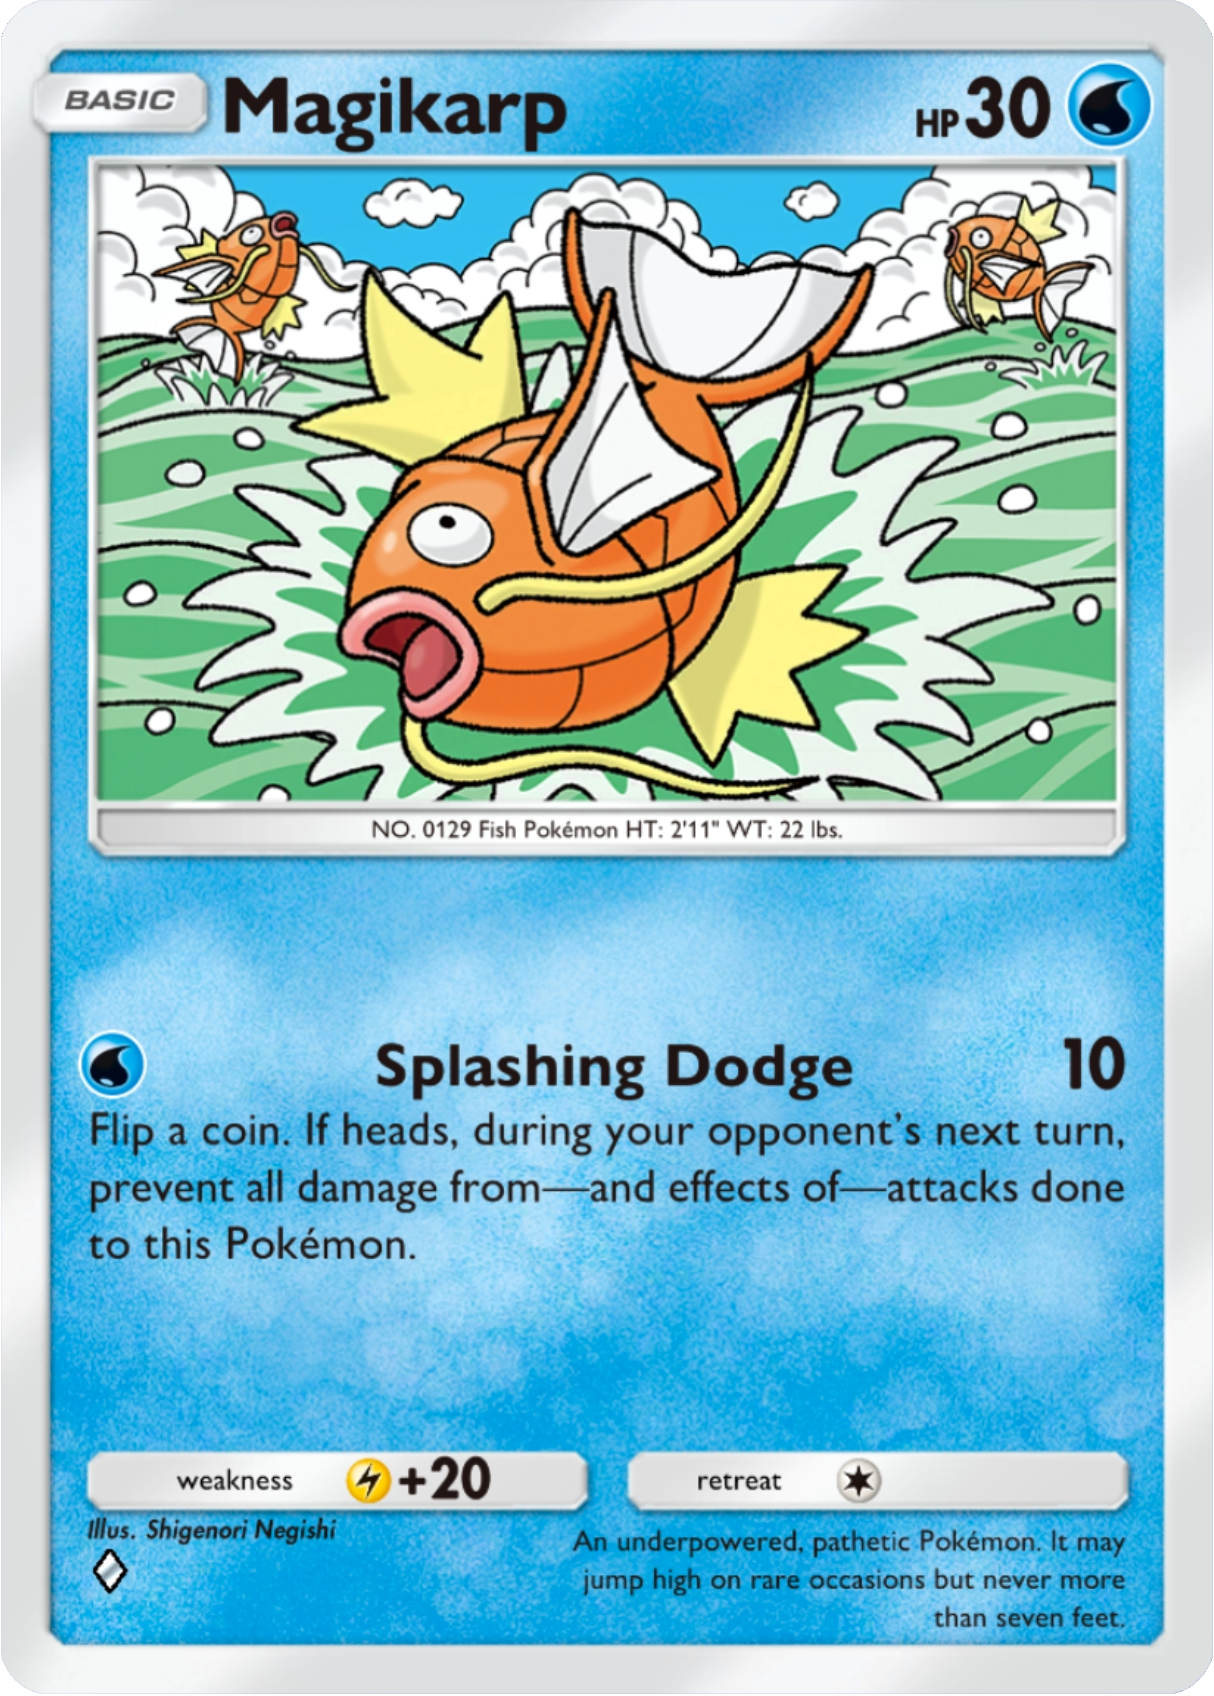 BASIC Magikarp HP 30
NO. 0129 Fish Pokémon HT: 2'11" WT: 22 lbs.
Splashing Dodge 10
Flip a coin. If heads, during your opponent's next turn,
prevent all damage from—and effects of—attacks done
to this Pokémon.
weakness +20 retreat
Illus. Shigenori Negishi
An underpowered, pathetic Pokémon. It may
jump high on rare occasions but never more
than seven feet.